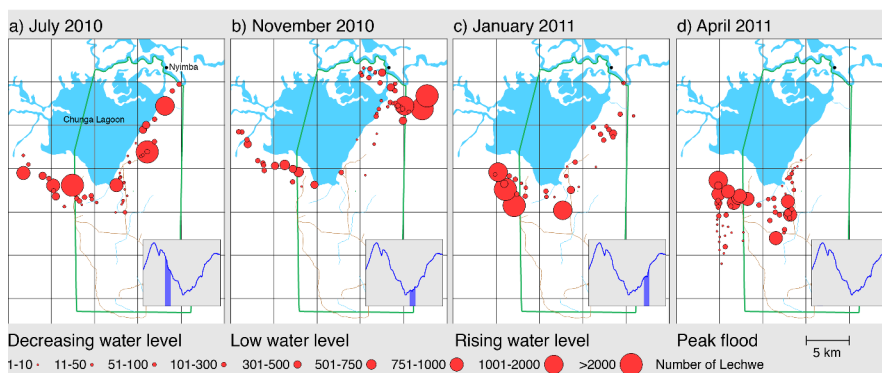 a) July 2010
b) November 2010
c) January 2011
d) April 2011
Nyimba
Chunga Lagoon
Decreasing water level
Low water level
Rising water level
Peak flood
1-10
11-50
51-100
101-300
301-500
501-750
751-1000
1001-2000
>2000
Number of Lechwe
5 km